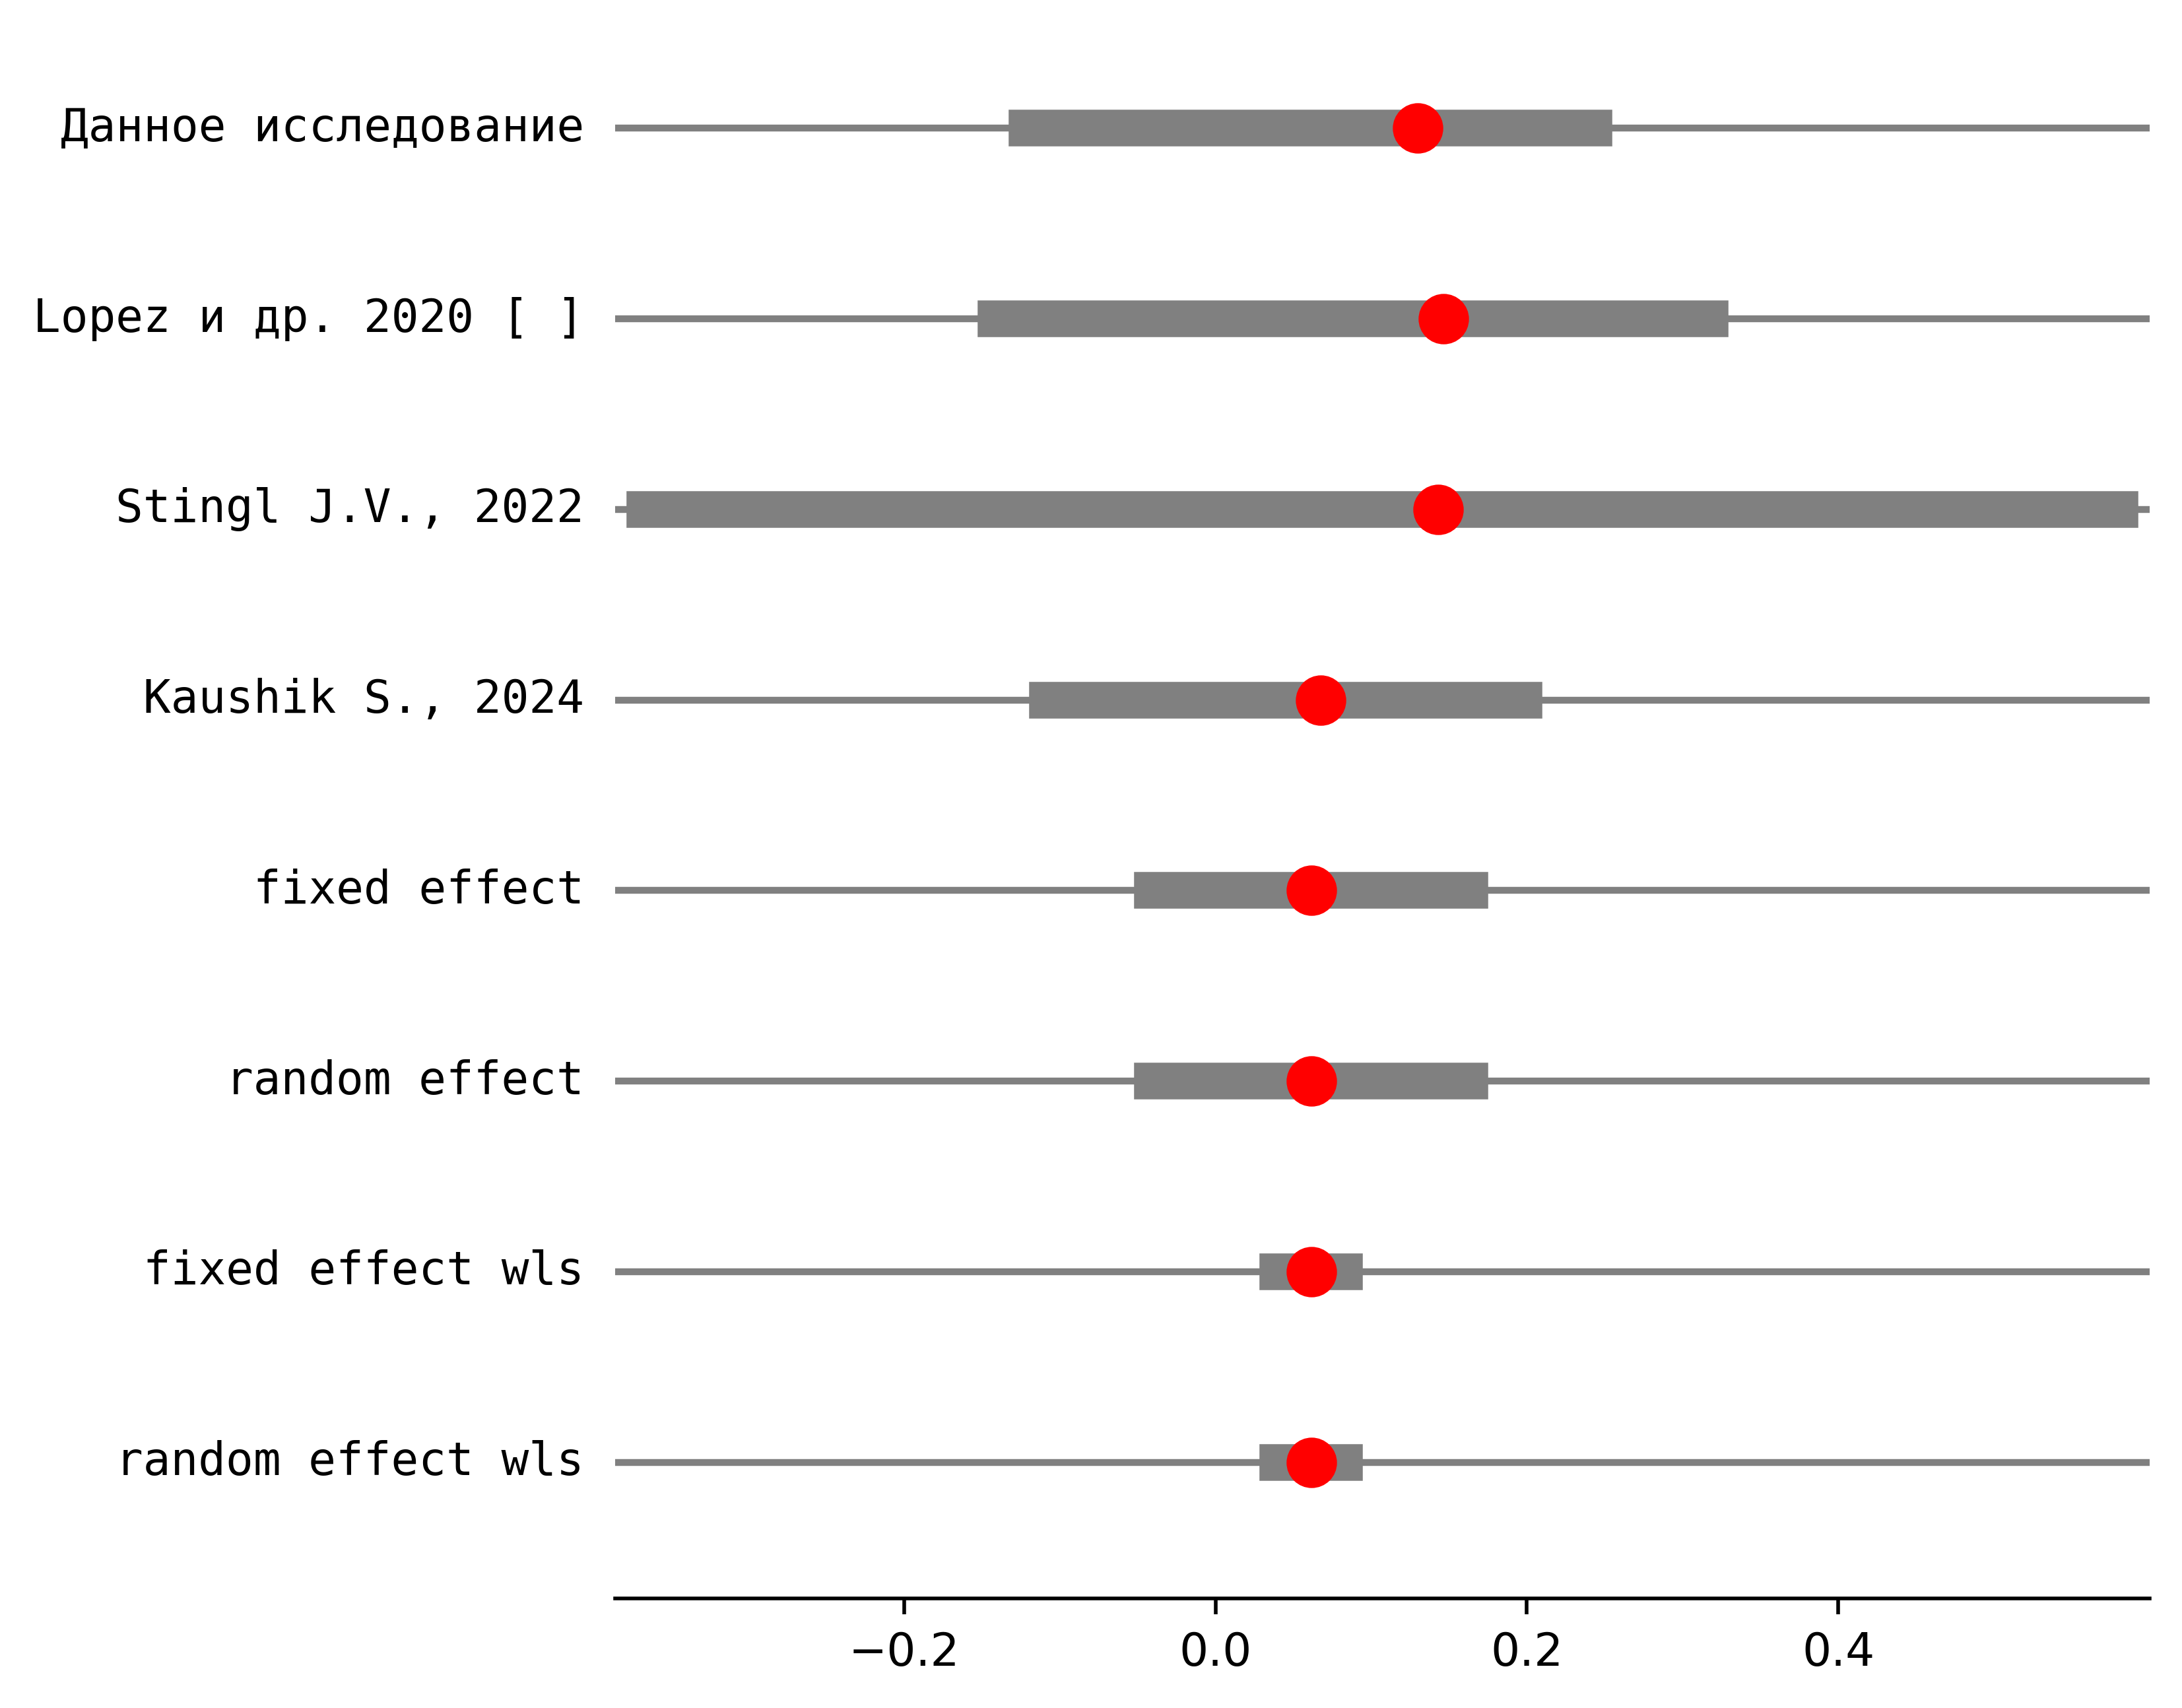 Данное исследование
Lopez и др. 2020 [ ]
Stingl J.V., 2022
Kaushik S., 2024
fixed effect
random effect
fixed effect wls
random effect wls
−0.2 0.0 0.2 0.4